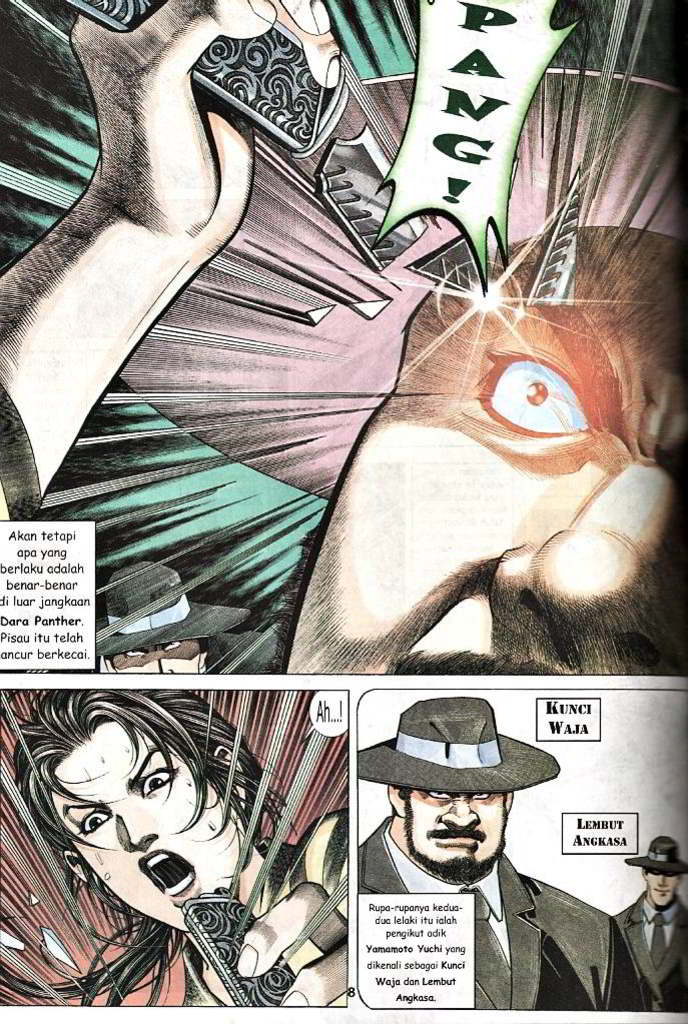 PANG!
Akan tetapi
apa yang
berlaku adalah
benar-benar
di luar jangkaan
Dara Panther.
Pisau itu telah
ancur berkecai.
Ah...!
KUNCI
WAJA
LEMBUT
ANGKASA
Rupa-rupanya kedua-
dua lelaki itu ialah
pengikut adik
Yamamoto Yuchi yang
dikenali sebagai Kunci
Waja dan Lembut
Angkasa.
8